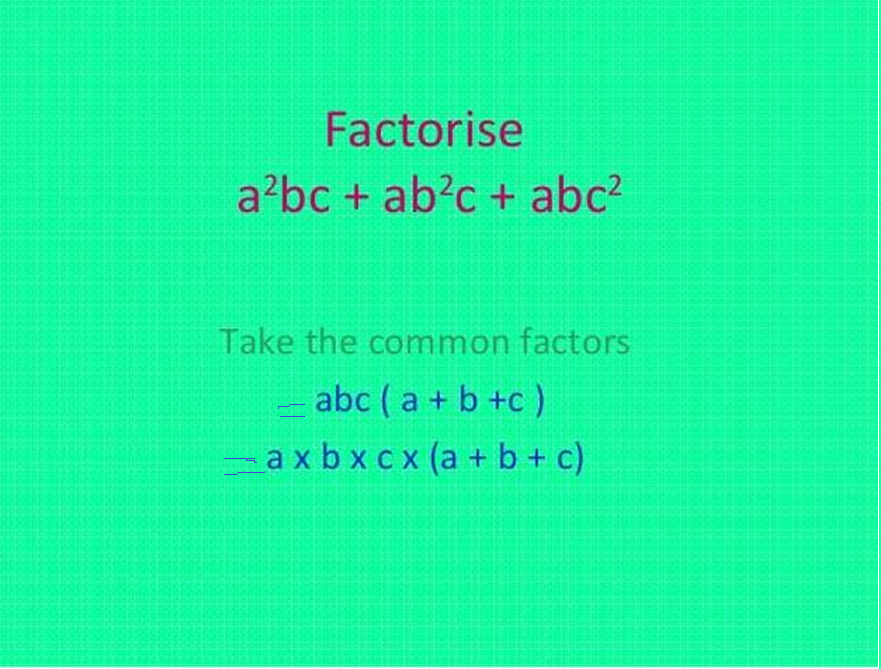 Factorise
a²bc + ab²c + abc²
Take the common factors
= abc ( a + b +c )
= a x b x c x (a + b + c)